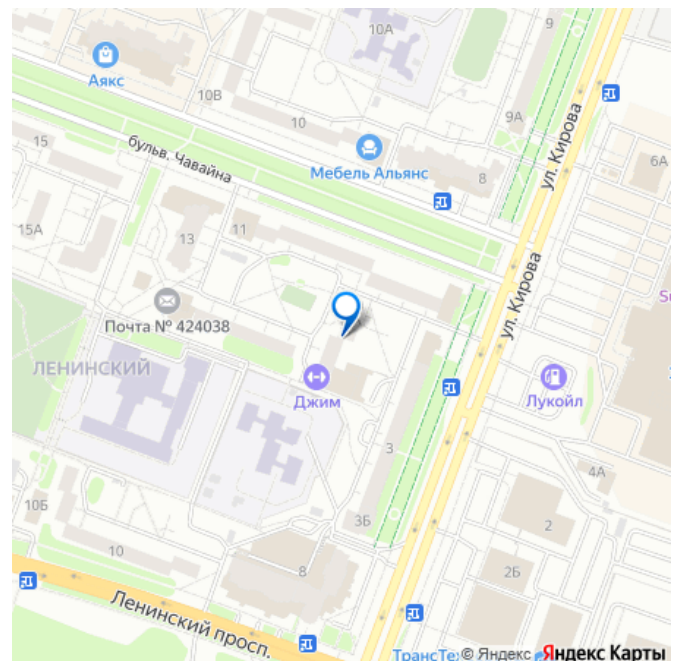 10А
9
Аякс
10В
10
9А
ул. Кирова
6А
15
бульв. Чавайна
Мебель Альянс
8
15А
13
11
ул. Кирова
Почта № 424038
ЛЕНИНСКИЙ
Джим
Лукойл
3
4А
10Б
3Б
2
10
8
2Б
Ленинский просп.
© Яндекс
Яндекс Карты